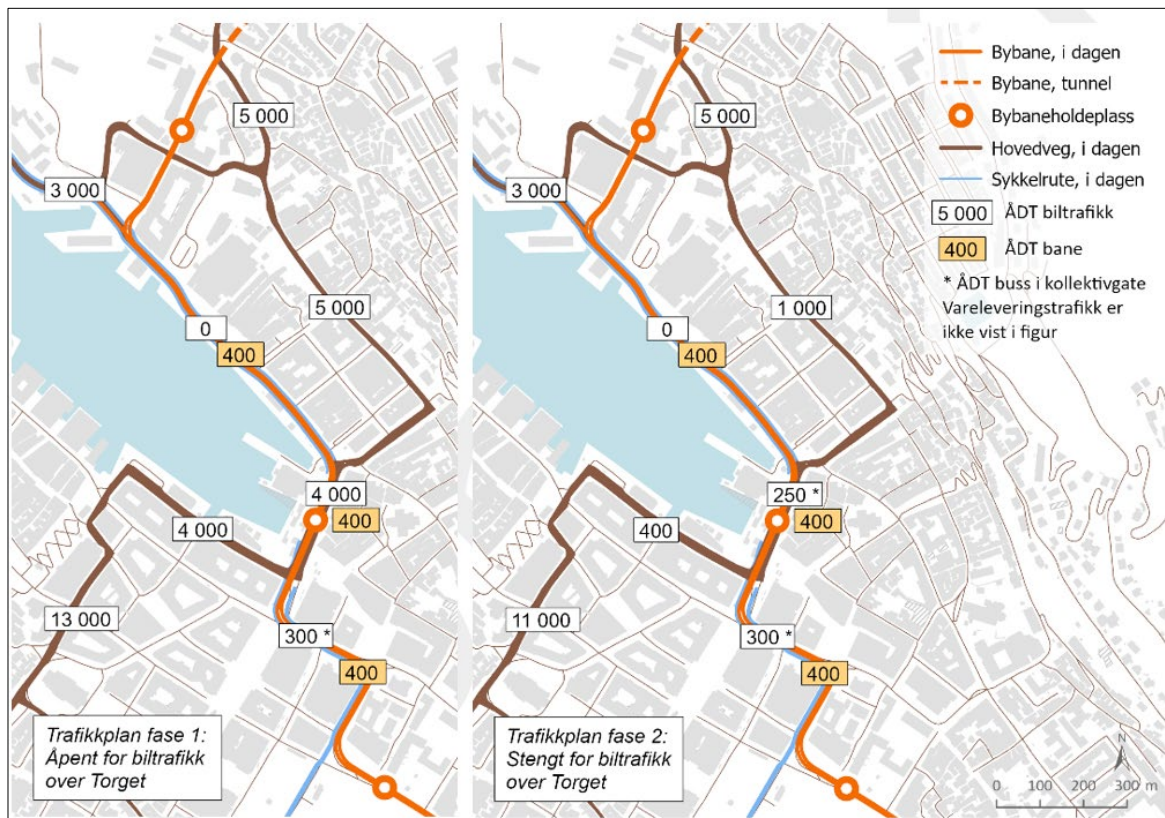 5 000
3 000
5 000
0
400
4 000
400
4 000
13 000
300 *
400
Trafikkplan fase 1:
Åpent for biltrafikk
over Torget
5 000
3 000
1 000
0
400
250 *
400
400
11 000
300 *
400
Trafikkplan fase 2:
Stengt for biltrafikk
over Torget
Bybane, i dagen
Bybane, tunnel
Bybaneholdeplass
Hovedveg, i dagen
Sykkelrute, i dagen
5 000 ÅDT biltrafikk
400 ÅDT bane
* ÅDT buss i kollektivgate
Vareleveringstrafikk er
ikke vist i figur
N
0 100 200 300 m